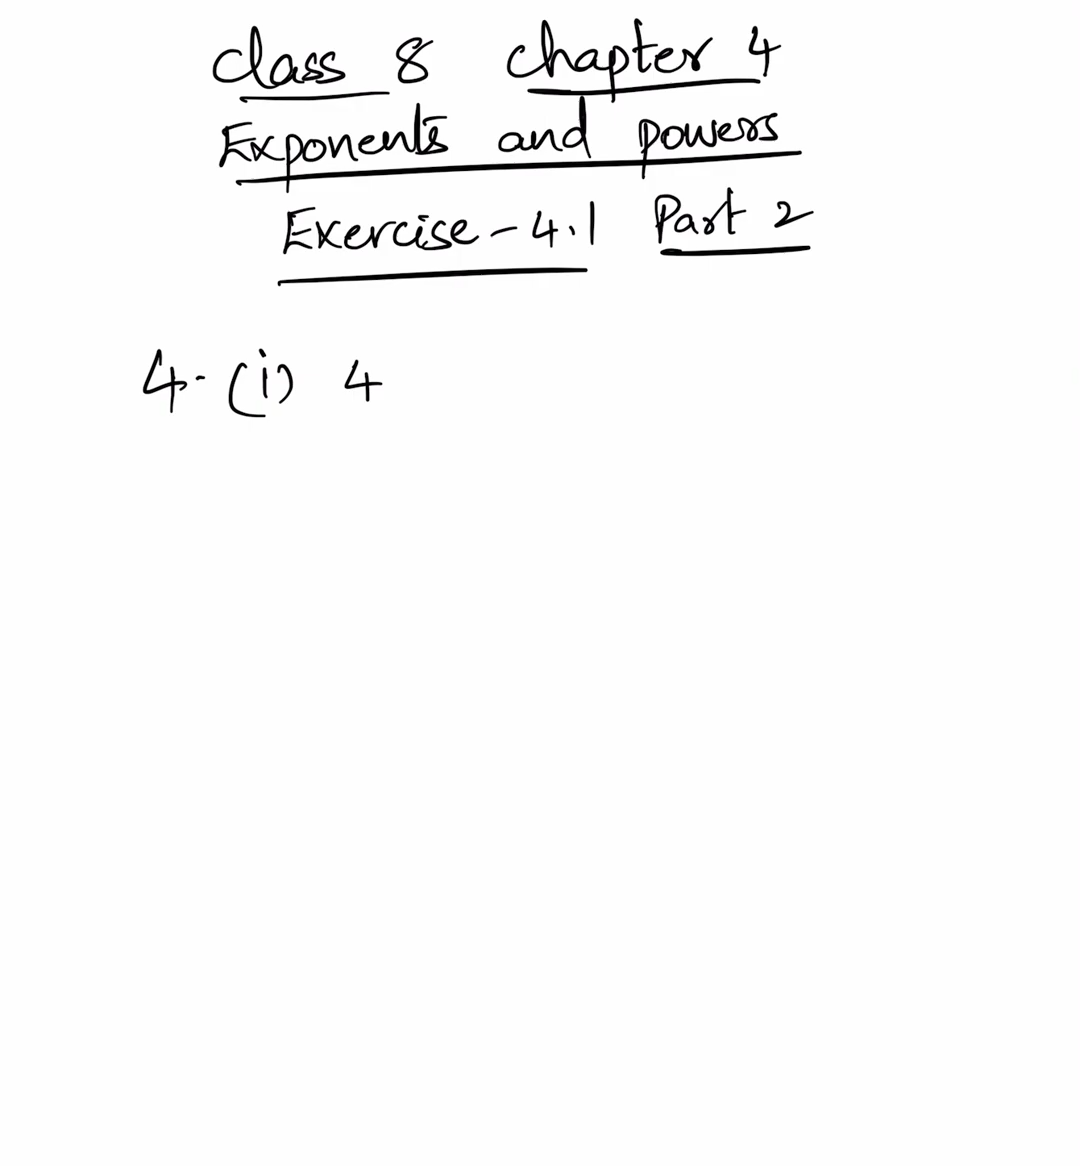 class 8 chapter 4
Exponents and powers
Exercise - 4.1 Part 2
4. (i) 4